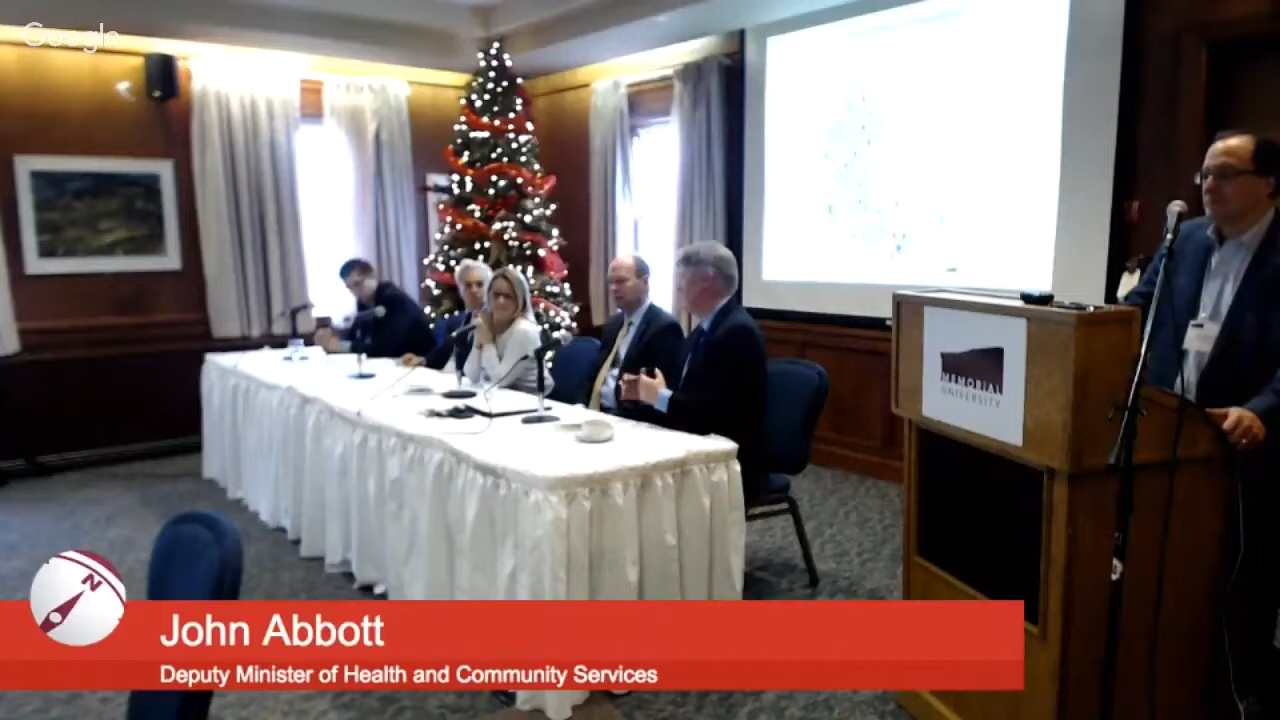 Google
MEMORIAL
UNIVERSITY
N
John Abbott
Deputy Minister of Health and Community Services